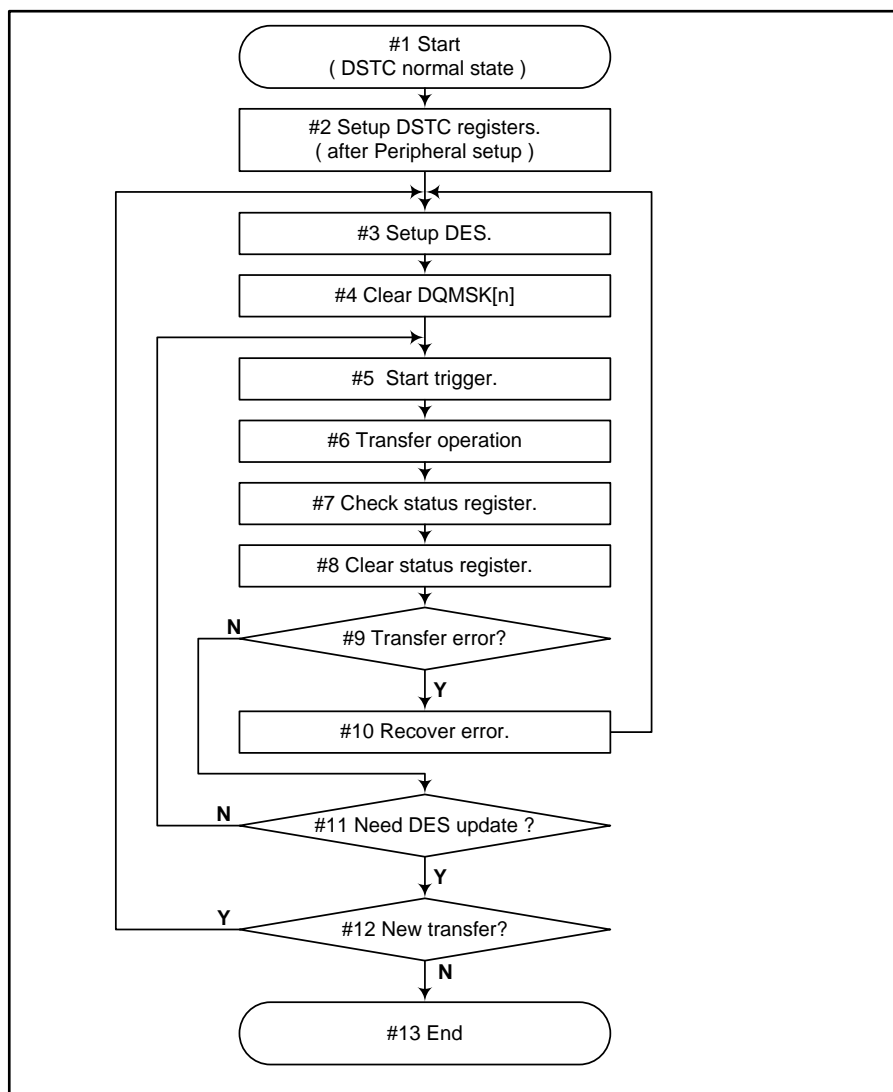 #1 Start
( DSTC normal state )
#2 Setup DSTC registers.
( after Peripheral setup )
#3 Setup DES.
#4 Clear DQMSK[n]
#5 Start trigger.
#6 Transfer operation
#7 Check status register.
#8 Clear status register.
N
#9 Transfer error?
Y
#10 Recover error.
N
#11 Need DES update ?
Y
Y
#12 New transfer?
N
#13 End